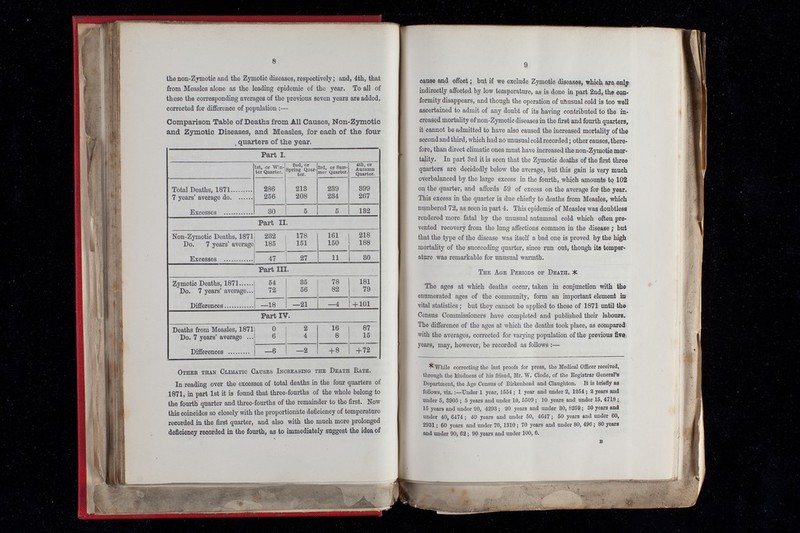 8
the non-Zymotic and the Zymotic diseases, respectively; and, 4th, that
from Measles alone as the leading epidemic of the year. To all of
these the corresponding averages of the previous seven years are added,
corrected for difference of population :—
Comparison Table of Deaths from All Causes, Non-Zymotic
and Zymotic Diseases, and Measles, for each of the four
quarters of the year.
Part I.
1st, or Winter Quarter. 2nd, or Spring Quarter. 3rd, or Summer Quarter. 4th, or Autumn Quarter.
Total Deaths, 1871......... 286 213 239 399
7 years' average do. ...... 256 208 234 267
Excesses ............ 30 5 5 132
Part II.
Non-Zymotic Deaths, 1871 232 178 161 218
Do. 7 years' average 185 151 150 188
Excesses ............ 47 27 11 30
Part III.
Zymotic Deaths, 1871...... 54 35 78 181
Do. 7 years' average... 72 56 82 79
Differences............ —18 —21 —4 +101
Part IV.
Deaths from Measles, 1871 0 2 16 87
Do. 7 years' average ... 6 4 8 15
Differences ......... —6 —2 +8 +72
Other than Climatic Causes Increasing the Death Rate.
In reading over the excesses of total deaths in the four quarters of
1871, in part 1st it is found that three-fourths of the whole belong to
the fourth quarter and three-fourths of the remainder to the first. Now
this coincides so closely with the proportionate deficiency of temperature
recorded in the first quarter, and also with the much more prolonged
deficiency recorded in the fourth, as to immediately suggest the idea of
9
cause and effect; but if we exclude Zymotic diseases, which are only
indirectly affected by low temperature, as is done in part 2nd, the con-
formity disappears, and though the operation of unusual cold is too well
ascertained to admit of any doubt of its having contributed to the in-
creased mortality of non-Zymotic diseases in the first and fourth quarters,
it cannot be admitted to have also caused the increased mortality of the
second and third, which had no unusual cold recorded; other causes, there-
fore, than direct climatic ones must have increased the non-Zymotic mor-
tality. In part 3rd it is seen that the Zymotic deaths of the first three
quarters are decidedly below the average, but this gain is very much
overbalanced by the large excess in the fourth, which amounts to 102
on the quarter, and affords 59 of excess on the average for the year.
This excess in the quarter is due chiefly to deaths from Measles, which
numbered 72, as seen in part 4. This epidemic of Measles was doubtless
rendered more fatal by the unusual autumnal cold which often pre-
vented recovery from the lung affections common in the disease; but
that the type of the disease was itself a bad one is proved by the high
mortality of the succeeding quarter, since run out, though its temper-
ature was remarkable for unusual warmth.
The Age Periods of Death. *
The ages at which deaths occur, taken in conjunction with the
enumerated ages of the community, form an important element in
vital statistics; but they cannot be applied to those of 1871 until the
Census Commissioners have completed and published their labours.
The difference of the ages at which the deaths took place, as compared
with the averages, corrected for varying population of the previous five
years, may, however, be recorded as follows :—
* While correcting the last proofs for press, the Medical Officer received,
through the kindness of his friend, Mr. W. Clode, of the Registrar General's
Department, the Age Census of Birkenhead and Claughton. It is briefly as
follows, viz. :—Under 1 year, 1554; 1 year and under 2, 1254; 2 years and
under 5, 3900; 5 years and under 10, 5509; 10 years and under 15, 4718;
15 years and under 20, 4293; 20 years and under 30, 8259; 30 years and
under 40, 6474; 40 years and under 50, 4647; 50 years and under 60,
2931; 60 years and under 70, 1310; 70 years and under 80, 498; 80 years
and under 90, 62; 90 years and under 100, 6.
B